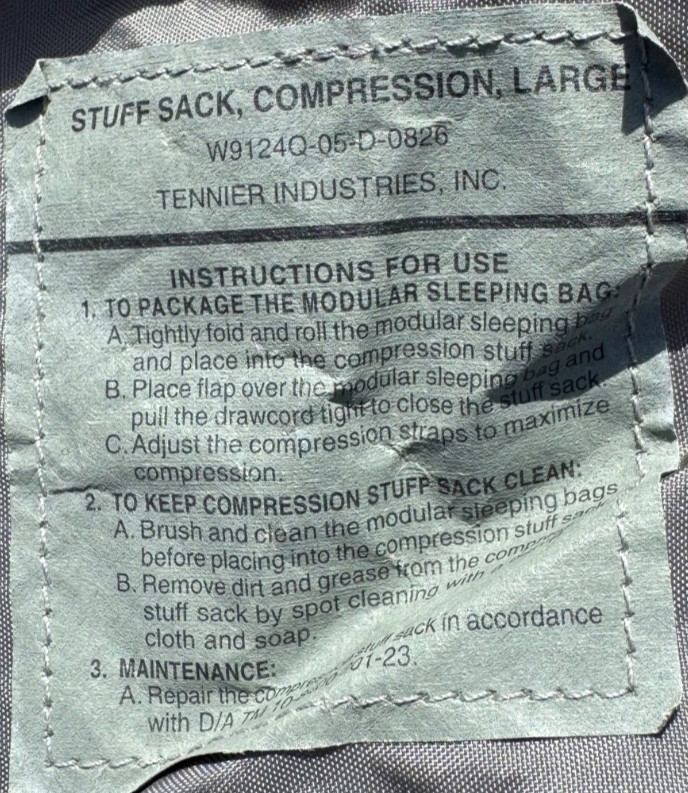 STUFF SACK, COMPRESSION, LARGE
W9124Q-05-D-0826
TENNIER INDUSTRIES, INC.
INSTRUCTIONS FOR USE
1. TO PACKAGE THE MODULAR SLEEPING BAG:
A. Tightly fold and roll the modular sleeping bag
and place into the compression stuff sack.
B. Place flap over the modular sleeping bag and
pull the drawcord tight to close the stuff sack.
C. Adjust the compression straps to maximize
compression.
2. TO KEEP COMPRESSION STUFF SACK CLEAN:
A. Brush and clean the modular sleeping bags
before placing into the compression stuff sack
B. Remove dirt and grease from the
stuff sack by spot cleaning with
cloth and soap.
3. MAINTENANCE:
A. Repair the stuff sack in accordance
with D/A TM 01-23.